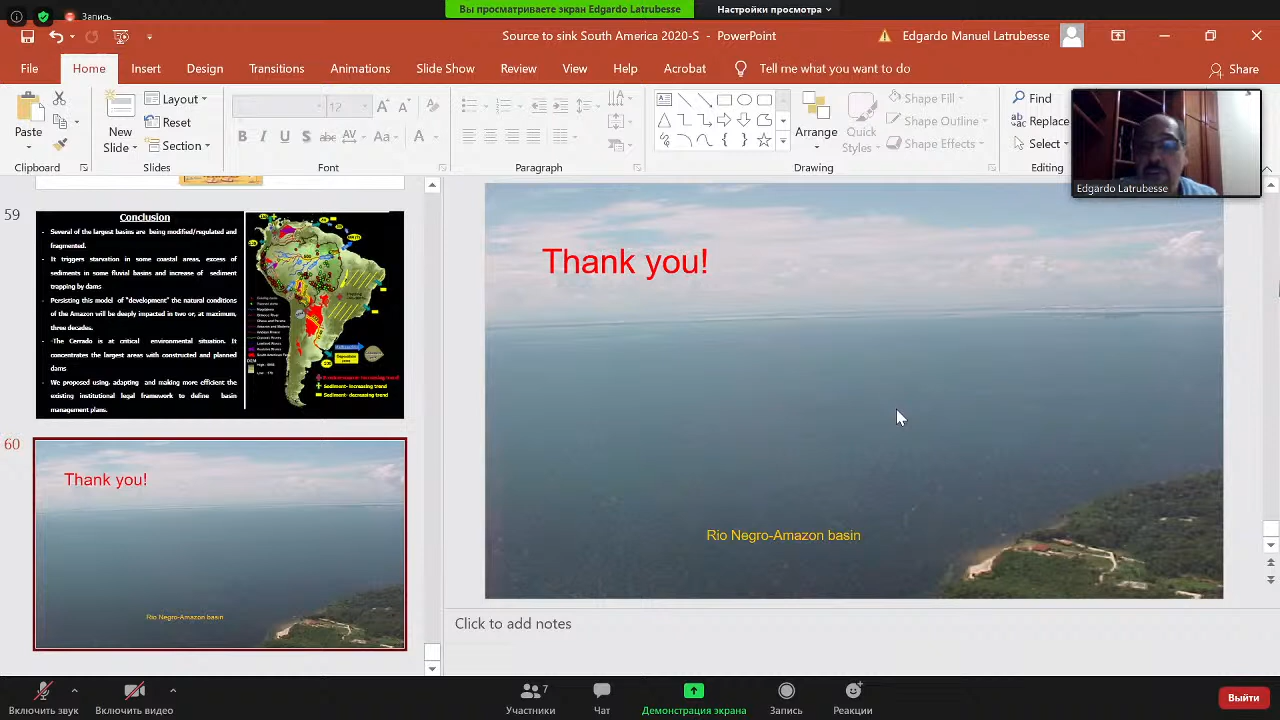 Запись
Вы просматриваете экран Edgardo Latrubesse
Настройки просмотра
Source to sink South America 2020-S - PowerPoint
Edgardo Manuel Latrubesse
File Home Insert Design Transitions Animations Slide Show Review View Help Acrobat Tell me what you want to do Share
Paste
Clipboard
New
Slide
Layout
Reset
Section
Slides
12
Font
Paragraph
Arrange
Quick
Styles
Shape Fill
Shape Outline
Shape Effects
Drawing
Find
Replace
Select
Editing
Edgardo Latrubesse
59
Conclusion
- Several of the largest basins are being modified/regulated and
fragmented.
- It triggers starvation in some coastal areas, excess of
sediments in some fluvial basins and increase of sediment
trapping by dams
- Persisting this model of "development" the natural conditions
of the Amazon will be deeply impacted in two or, at maximum,
three decades.
- -The Cerrado is at critical environmental situation. It
concentrates the largest areas with constructed and planned
dams
- We proposed using, adapting and making more efficient the
existing institutional legal framework to define basin
management plans.
Sediment- increasing trend
Sediment- decreasing trend
60
Thank you!
Rio Negro-Amazon basin
Thank you!
Rio Negro-Amazon basin
Click to add notes
Включить звук
Включить видео
7
Участники
Чат
Демонстрация экрана
Запись
Реакции
Выйти